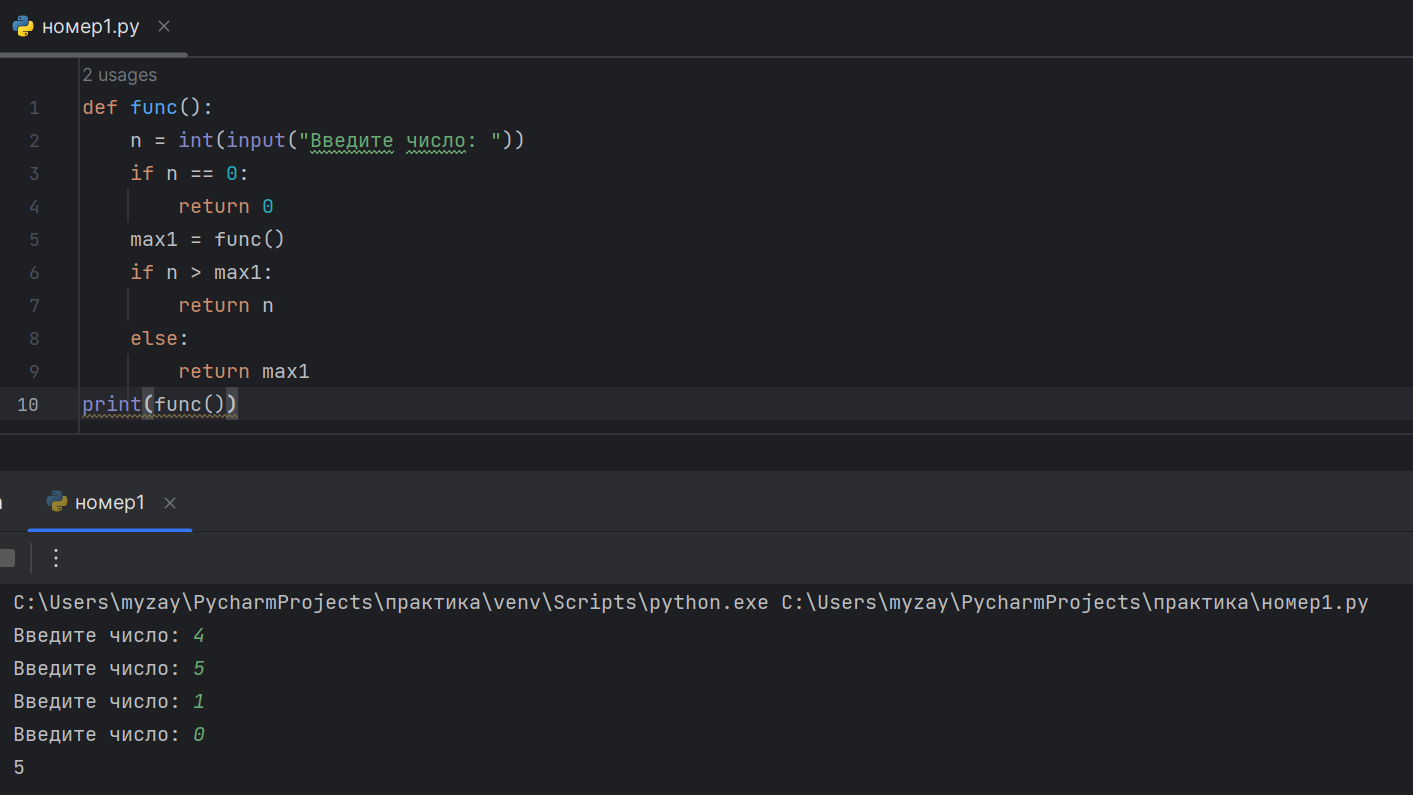 номер1.py
2 usages
1 def func():
2     n = int(input("Введите число: "))
3     if n == 0:
4         return 0
5     max1 = func()
6     if n > max1:
7         return n
8     else:
9         return max1
10 print(func())
номер1
C:\Users\myzay\PycharmProjects\практика\venv\Scripts\python.exe C:\Users\myzay\PycharmProjects\практика\номер1.py
Введите число: 4
Введите число: 5
Введите число: 1
Введите число: 0
5